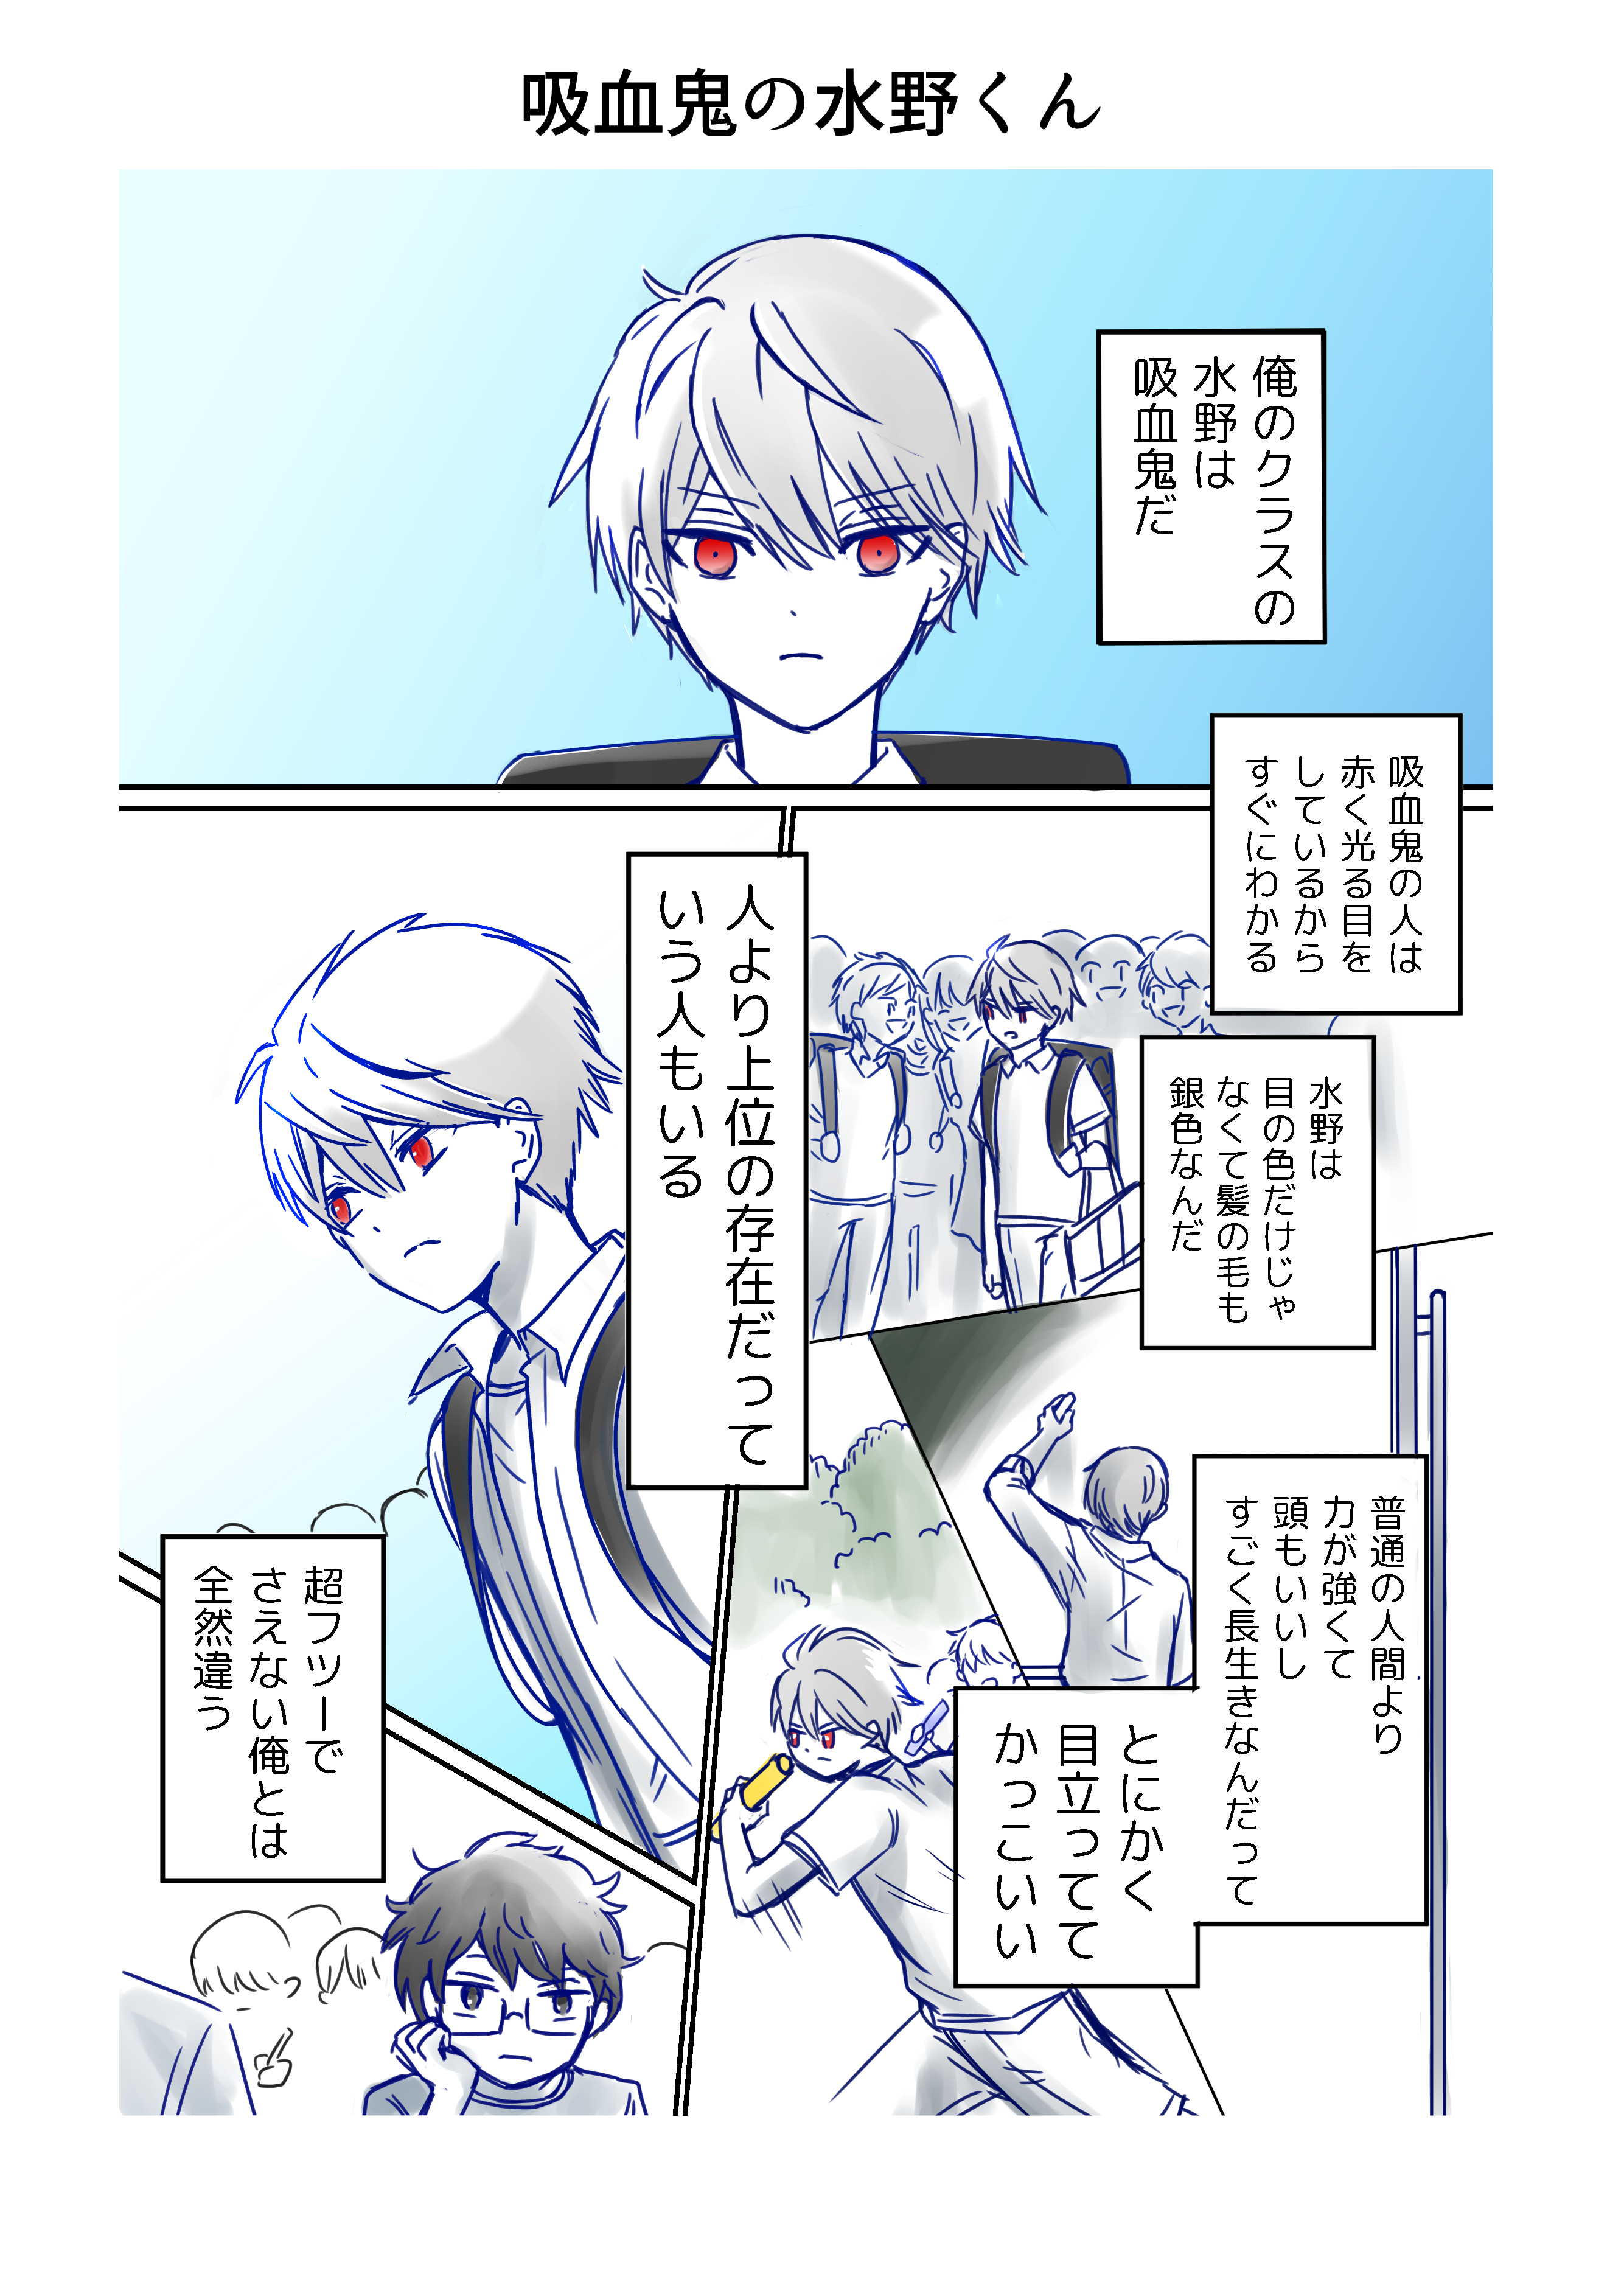 吸血鬼の水野くん
俺のクラスの
水野は
吸血鬼だ
吸血鬼の人は
赤く光る目を
しているから
すぐにわかる
水野は
目の色だけじゃ
なくて髪の毛も
銀色なんだ
普通の人間より
力が強くて
頭もいいし
すごく長生きなんだって
とにかく
目立ってて
かっこいい
人より上位の存在だって
いう人もいる
超フツーで
さえない俺とは
全然違う